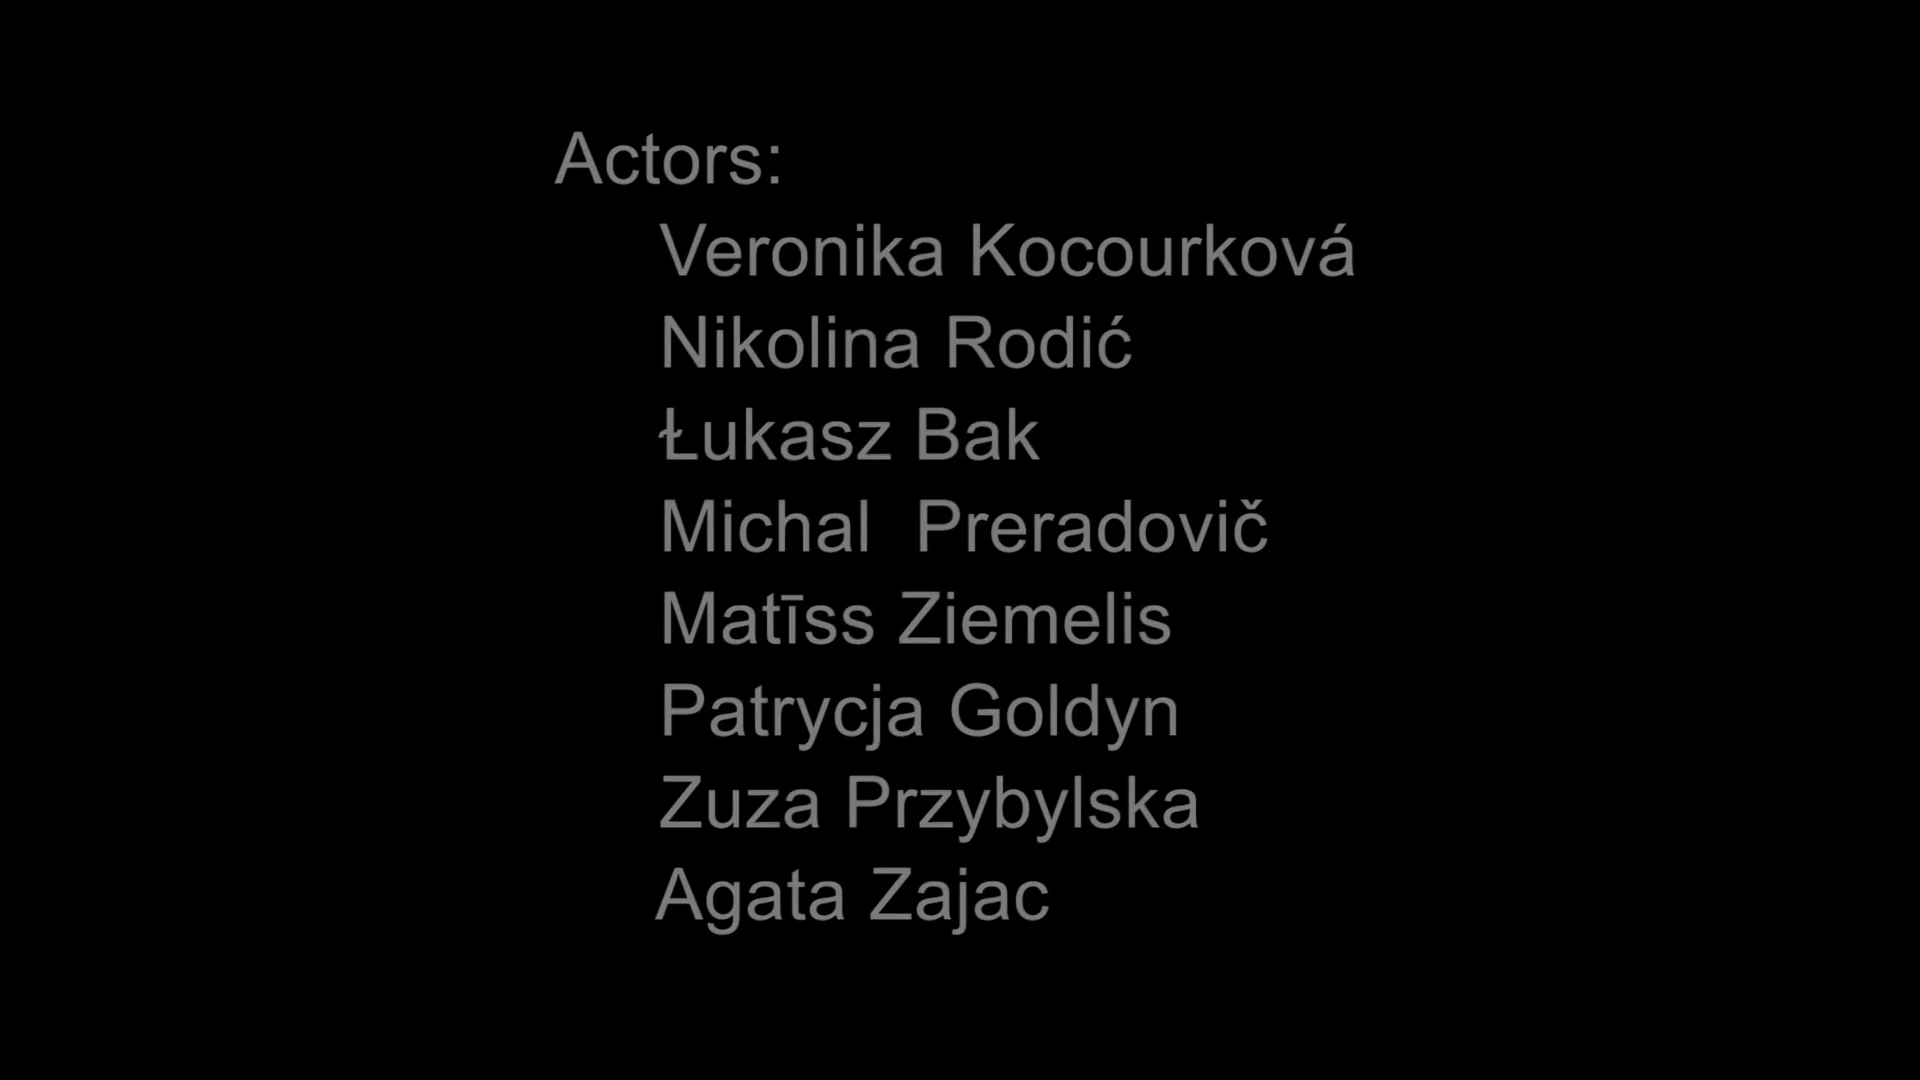 Actors:
Veronika Kocourková
Nikolina Rodić
Łukasz Bak
Michal  Preradovič
Matīss Ziemelis
Patrycja Goldyn
Zuza Przybylska
Agata Zajac